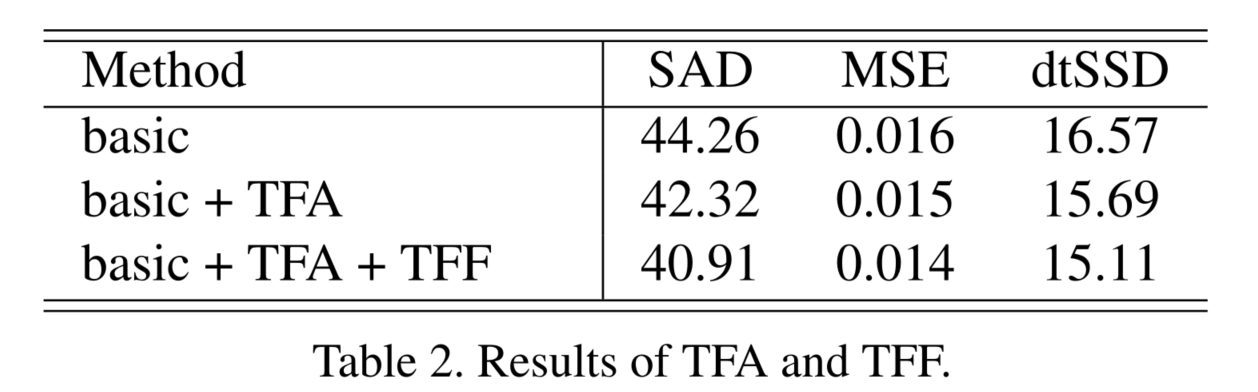 Method SAD MSE dtSSD
basic 44.26 0.016 16.57
basic + TFA 42.32 0.015 15.69
basic + TFA + TFF 40.91 0.014 15.11
Table 2. Results of TFA and TFF.